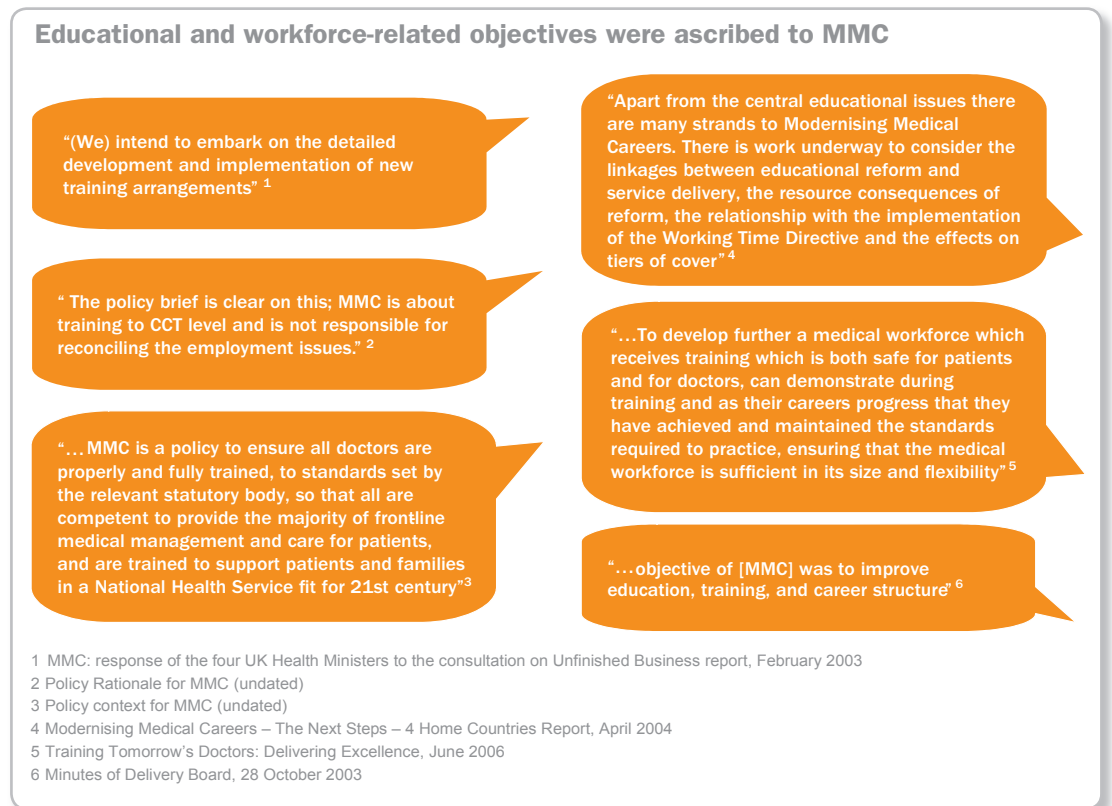 Educational and workforce-related objectives were ascribed to MMC
“(We) intend to embark on the detailed
development and implementation of new
training arrangements” 1
“ The policy brief is clear on this; MMC is about
training to CCT level and is not responsible for
reconciling the employment issues.” 2
“...MMC is a policy to ensure all doctors are
properly and fully trained, to standards set by
the relevant statutory body, so that all are
competent to provide the majority of frontline
medical management and care for patients,
and are trained to support patients and families
in a National Health Service fit for 21st century”3
“Apart from the central educational issues there
are many strands to Modernising Medical
Careers. There is work underway to consider the
linkages between educational reform and
service delivery, the resource consequences of
reform, the relationship with the implementation
of the Working Time Directive and the effects on
tiers of cover” 4
“...To develop further a medical workforce which
receives training which is both safe for patients
and for doctors, can demonstrate during
training and as their careers progress that they
have achieved and maintained the standards
required to practice, ensuring that the medical
workforce is sufficient in its size and flexibility” 5
“...objective of [MMC] was to improve
education, training, and career structure” 6
1 MMC: response of the four UK Health Ministers to the consultation on Unfinished Business report, February 2003
2 Policy Rationale for MMC (undated)
3 Policy context for MMC (undated)
4 Modernising Medical Careers – The Next Steps – 4 Home Countries Report, April 2004
5 Training Tomorrow’s Doctors: Delivering Excellence, June 2006
6 Minutes of Delivery Board, 28 October 2003